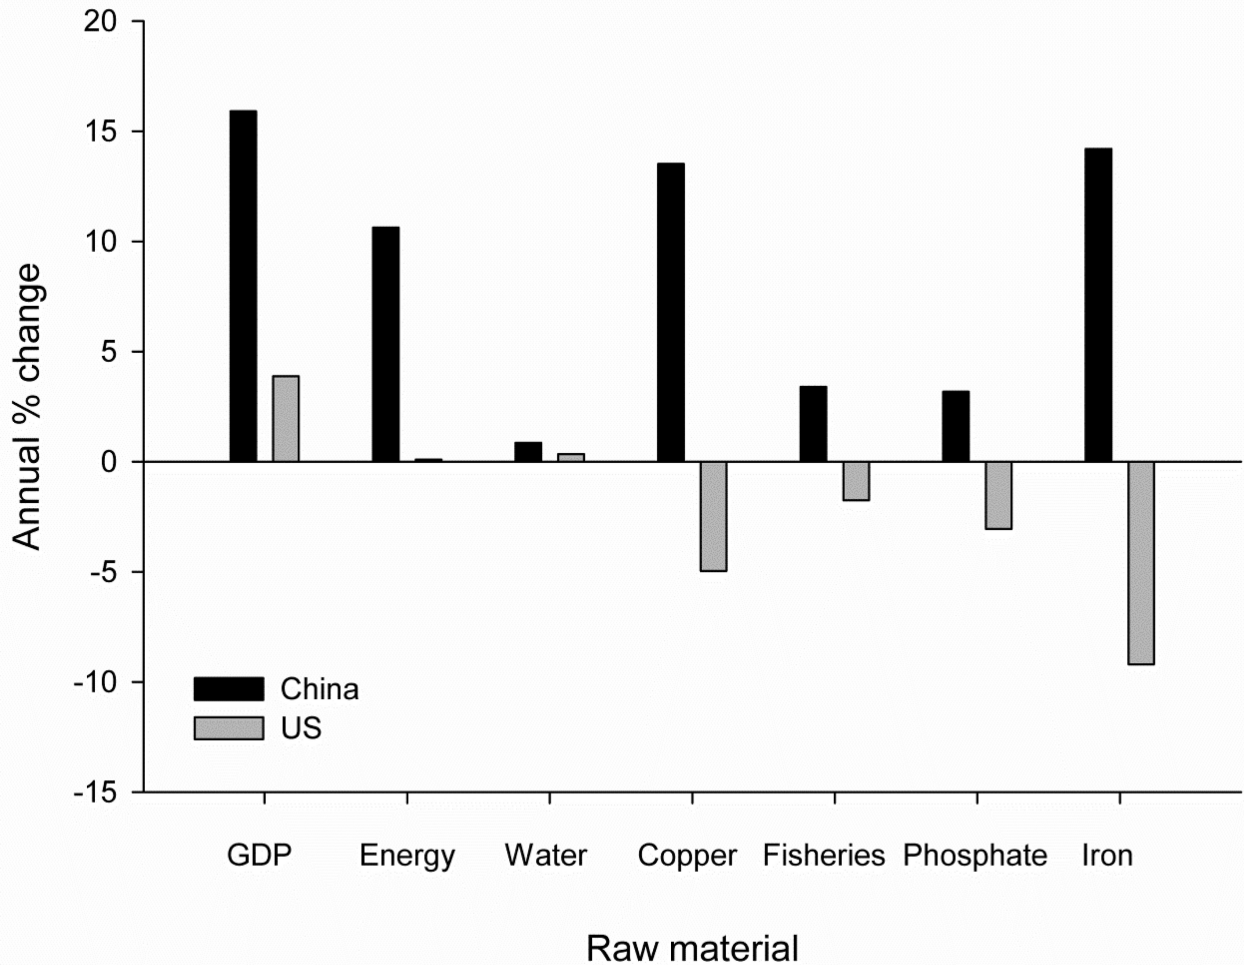 20
15
10
5
0
-5
-10
-15
Annual % change
China
US
GDP Energy Water Copper Fisheries Phosphate Iron
Raw material